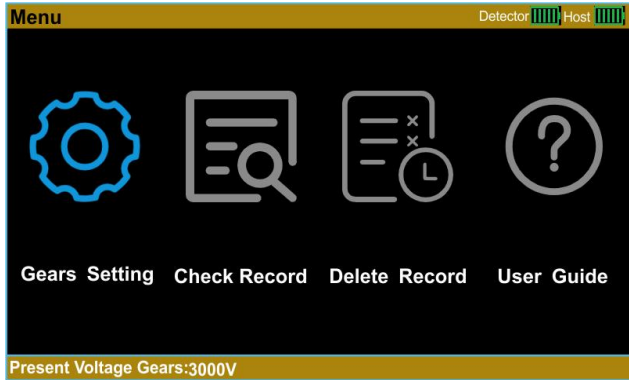 Menu
Detector Host
Gears Setting
Check Record
Delete Record
User Guide
Present Voltage Gears:3000V